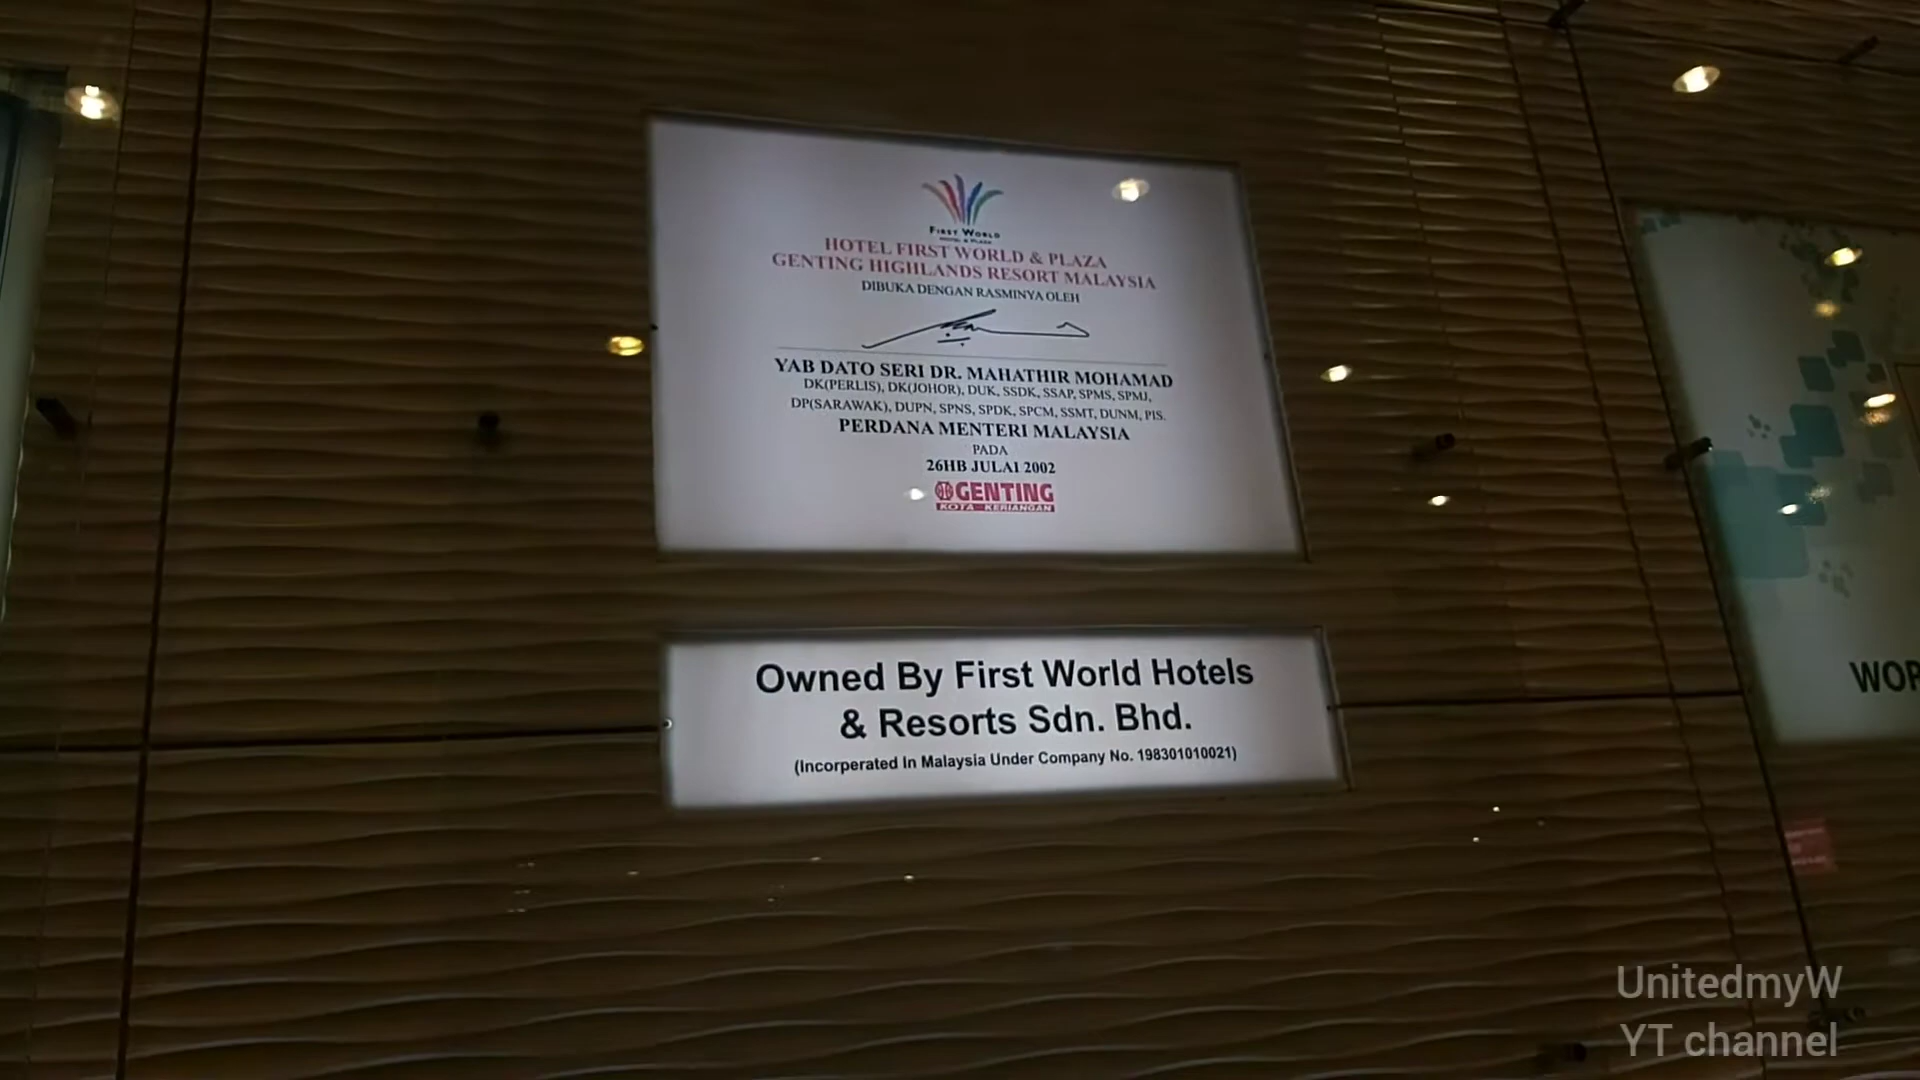 FIRST WORLD
HOTEL & PLAZA
HOTEL FIRST WORLD & PLAZA
GENTING HIGHLANDS RESORT MALAYSIA
DIBUKA DENGAN RASMINYA OLEH
YAB DATO SERI DR. MAHATHIR MOHAMAD
DK(PERLIS), DK(JOHOR), DUK, SSDK, SSAP, SPMS, SPMJ,
DP(SARAWAK), DUPN, SPNS, SPDK, SPCM, SSMT, DUNM, PIS.
PERDANA MENTERI MALAYSIA
PADA
26HB JULAI 2002
GENTING
KOTA KERIANGAN
Owned By First World Hotels
& Resorts Sdn. Bhd.
(Incorperated In Malaysia Under Company No. 198301010021)
WOR
UnitedmyW
YT channel